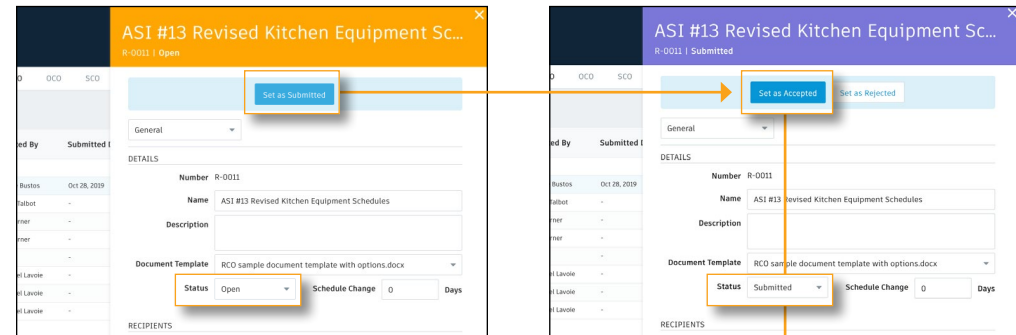 ASI #13 Revised Kitchen Equipment Sc...
R-0011 | Open
OCO SCO
Set as Submitted
General
ed By Submitted
DETAILS
Number R-0011
Bustos Oct 28, 2019
Name ASI #13 Revised Kitchen Equipment Schedules
Talbot -
rner -
Description
rner -
-
Document Template RCO sample document template with options.docx
el Lavoie -
Status Open Schedule Change 0 Days
el Lavoie -
el Lavoie -
RECIPIENTS
ASI #13 Revised Kitchen Equipment Sc...
R-0011 | Submitted
OCO SCO
Set as Accepted Set as Rejected
General
ed By Submitted
DETAILS
Number R-0011
Bustos Oct 28, 2019
Name ASI #13 Revised Kitchen Equipment Schedules
Talbot -
rner -
Description
rner -
-
Document Template RCO sample document template with options.docx
el Lavoie -
Status Submitted Schedule Change 0 Days
el Lavoie -
el Lavoie -
RECIPIENTS